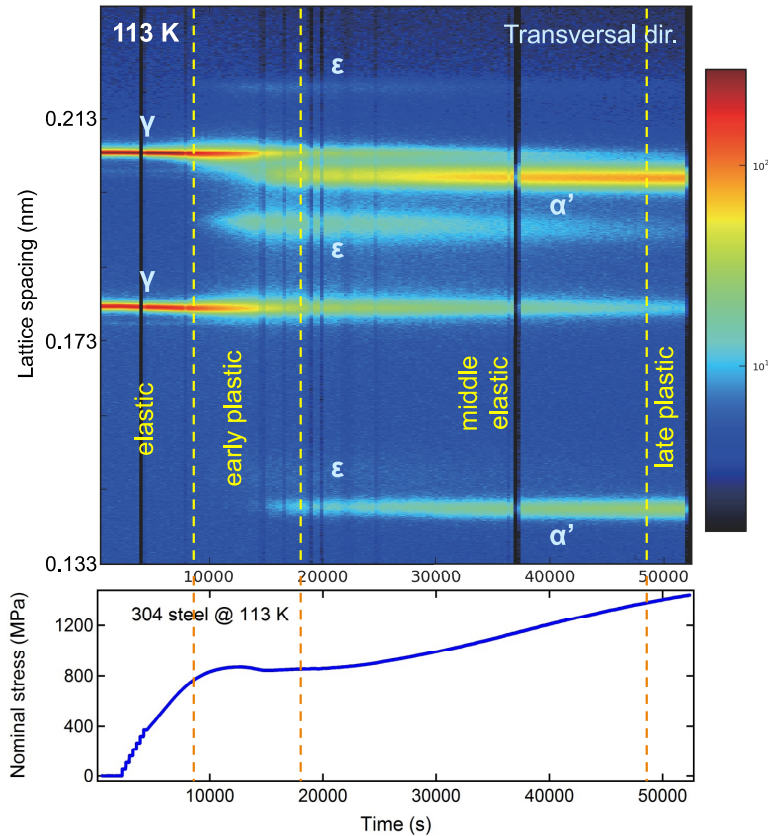 113 K
Transversal dir.
ε
0.213
γ
α'
ε
γ
0.173
Lattice spacing (nm)
elastic
early plastic
middle
elastic
late plastic
ε
α'
0.133
10000 20000 30000 40000 50000
10²
10¹
304 steel @ 113 K
Nominal stress (MPa)
1200
800
400
0
10000 20000 30000 40000 50000
Time (s)